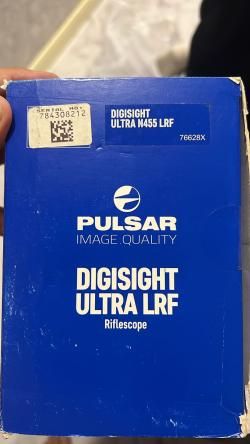 SERIAL NO:
784308212
DIGISIGHT
ULTRA N455 LRF
76628X
PULSAR
IMAGE QUALITY
DIGISIGHT
ULTRA LRF
Riflescope